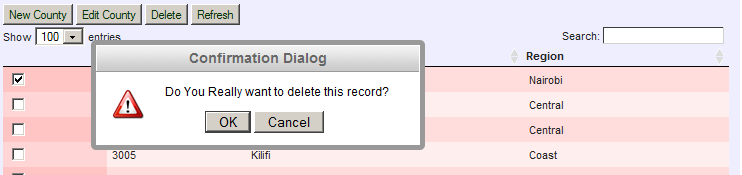 New County Edit County Delete Refresh
Show 100 entries Search:
Confirmation Dialog
Region
Do You Really want to delete this record?
Nairobi
Central
OK Cancel
Central
3005 Kilifi Coast